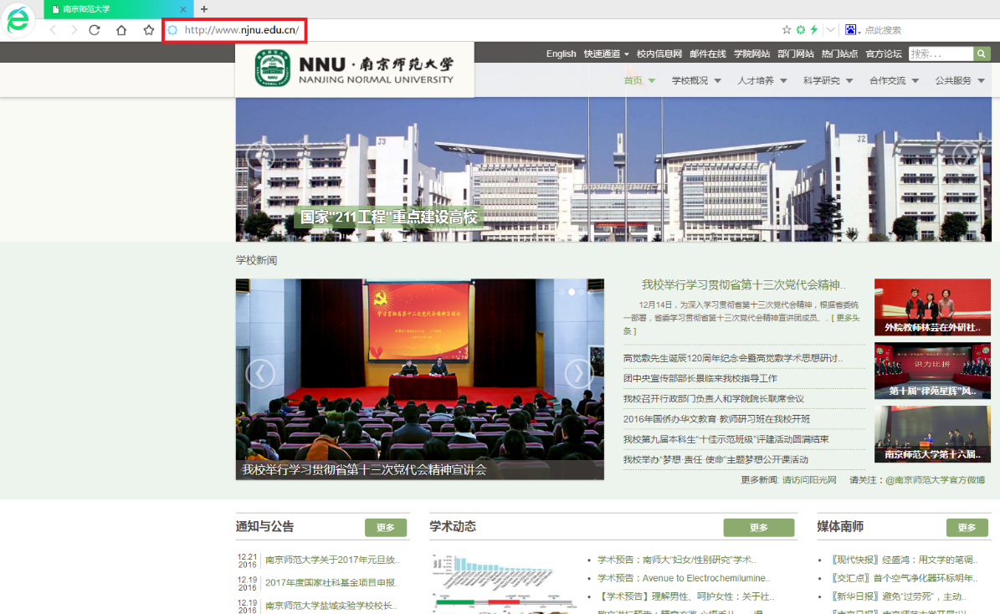 南京师范大学
http://www.njnu.edu.cn/
点此搜索
English 快速通道 校内信息网 邮件在线 学院网站 部门网站 热门站点 官方论坛 搜索...
NNU·南京师范大学
NANJING NORMAL UNIVERSITY
首页 学校概况 人才培养 科学研究 合作交流 公共服务
J3
J2
国家"211工程"重点建设高校
学校新闻
学习贯彻省第十三次党代会精神宣讲会
我校举行学习贯彻省第十三次党代会精神宣讲会
我校举行学习贯彻省第十三次党代会精神..
12月14日，为深入学习贯彻省第十三次党代会精神，根据省委统
一部署，省委学习贯彻省第十三次党代会精神宣讲团成员。.. [ 更多头
条 ]
高觉敷先生诞辰120周年纪念会暨高觉敷学术思想研讨..
团中央宣传部部长景临来我校指导工作
我校召开行政部门负责人和学院院长联席会议
2016年国侨办华文教育·教师研习班在我校开班
我校第九届本科生"十佳示范班级"评建活动圆满结束
我校举办"梦想·责任·使命"主题梦想公开课活动
更多新闻: 请访问阳光网 请关注：@南京师范大学官方微博
外院教师林芸在外研社..
识力比拼
第十届"律苑星辉"风..
南京师范大学第十六届..
通知与公告 更多
12.21
2016
南京师范大学关于2017年元旦放..
12.19
2016
2017年度国家社科基金项目申报..
12.19
2016
南京师范大学盐城实验学校校长..
学术动态 更多
学术预告：南师大"妇女/性别研究"学术..
学术预告：Avenue to Electrochemilumine..
【学术预告】理解男性、呵护女性：关于社..
媒体南师 更多
〖现代快报〗经盛鸿：用文学的笔调..
〖交汇点〗首个空气净化器环标明年..
〖新华日报〗避免"过劳死"，主动..